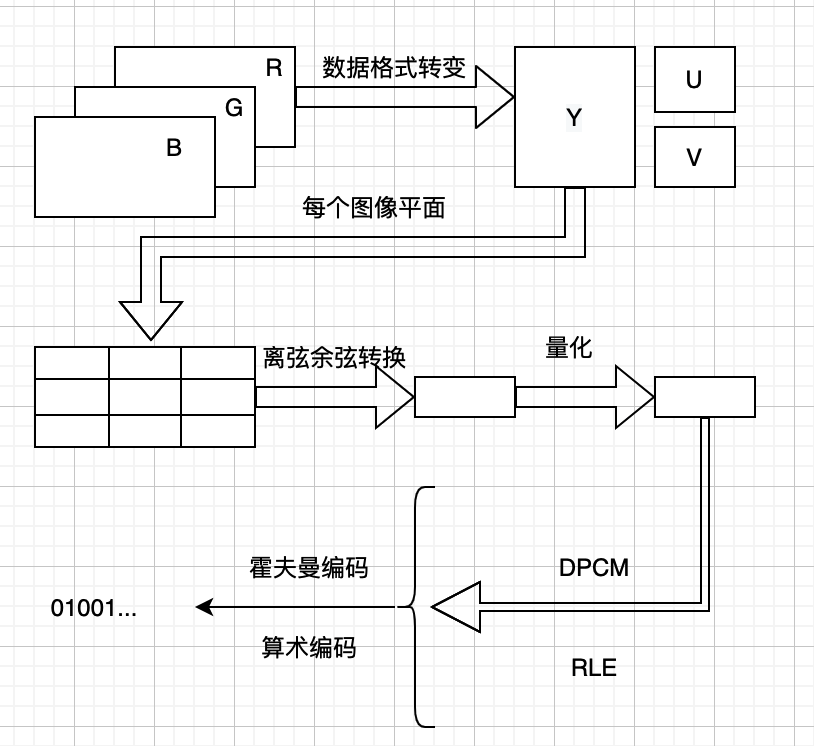 R
G
B
数据格式转变
Y
U
V
每个图像平面
离弦余弦转换
量化
DPCM
RLE
霍夫曼编码
算术编码
01001...